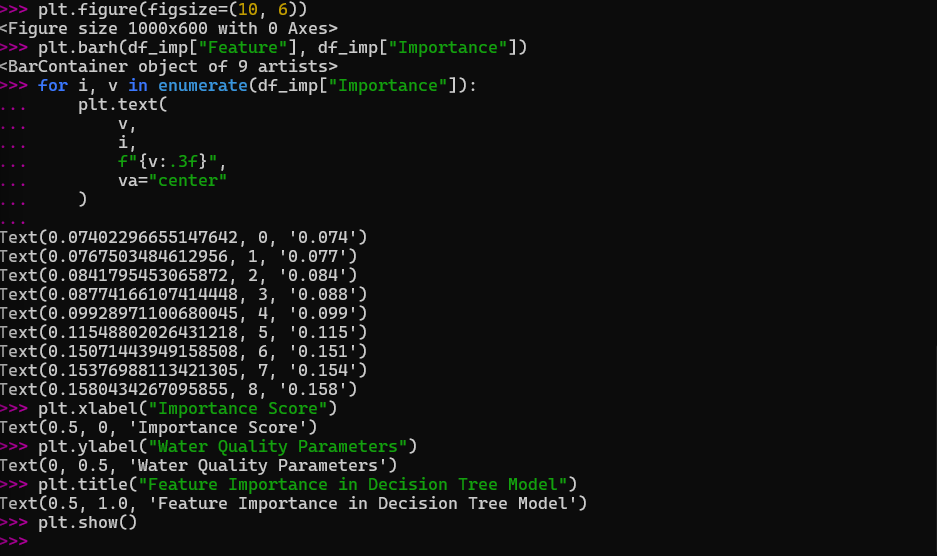 >>> plt.figure(figsize=(10, 6))
<Figure size 1000x600 with 0 Axes>
>>> plt.barh(df_imp["Feature"], df_imp["Importance"])
<BarContainer object of 9 artists>
>>> for i, v in enumerate(df_imp["Importance"]):
...     plt.text(
...         v,
...         i,
...         f"{v:.3f}",
...         va="center"
...     )
...
Text(0.07402296655147642, 0, '0.074')
Text(0.0767503484612956, 1, '0.077')
Text(0.0841795453065872, 2, '0.084')
Text(0.08774166107414448, 3, '0.088')
Text(0.09928971100680045, 4, '0.099')
Text(0.11548802026431218, 5, '0.115')
Text(0.15071443949158508, 6, '0.151')
Text(0.15376988113421305, 7, '0.154')
Text(0.1580434267095855, 8, '0.158')
>>> plt.xlabel("Importance Score")
Text(0.5, 0, 'Importance Score')
>>> plt.ylabel("Water Quality Parameters")
Text(0, 0.5, 'Water Quality Parameters')
>>> plt.title("Feature Importance in Decision Tree Model")
Text(0.5, 1.0, 'Feature Importance in Decision Tree Model')
>>> plt.show()
>>>